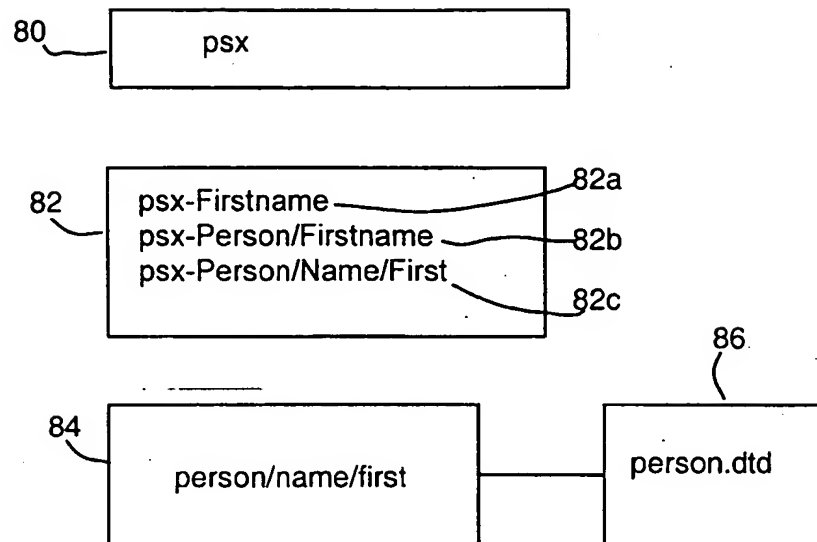 80
psx
82
psx-Firstname
82a
psx-Person/Firstname
82b
psx-Person/Name/First
82c
86
84
person/name/first
person.dtd